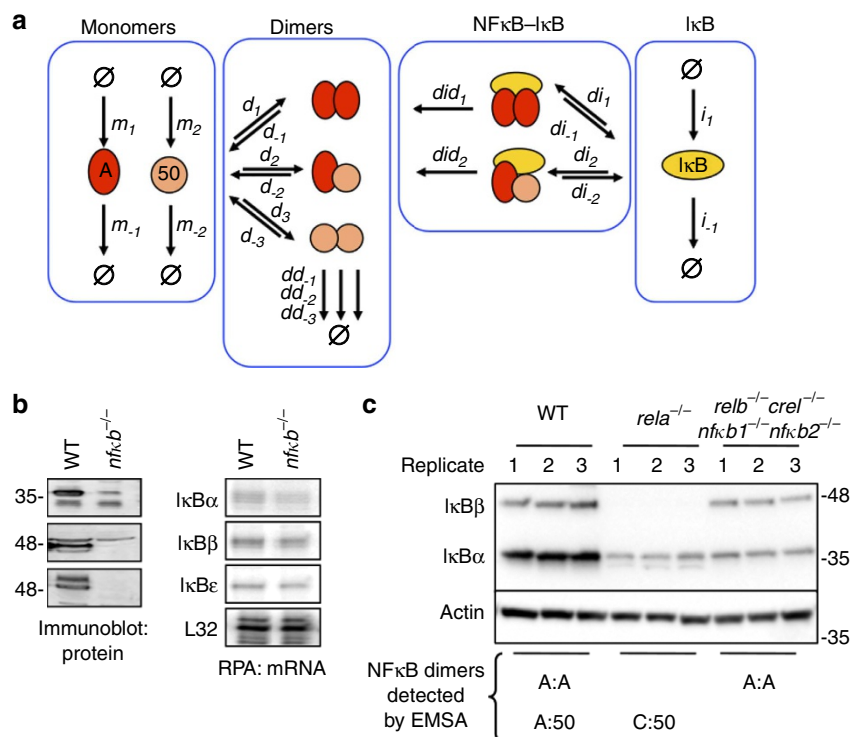 a
Monomers
Dimers
NFκB–IκB
IκB
∅
∅
∅
m1
m2
d1
d-1
did1
di1
di-1
i1
A
50
d2
d-2
did2
di2
di-2
IκB
m-1
m-2
d3
d-3
i-1
∅
∅
dd-1
dd-2
dd-3
∅
∅
b
WT
nfκb–/–
35-
48-
48-
Immunoblot:
protein
WT
nfκb–/–
IκBα
IκBβ
IκBε
L32
RPA: mRNA
c
WT
rela–/–
relb–/–crel–/–
nfκb1–/–nfκb2–/–
Replicate 1 2 3 1 2 3 1 2 3
IκBβ
-48
IκBα
-35
Actin
-35
NFκB dimers
detected
by EMSA
A:A
A:50
C:50
A:A